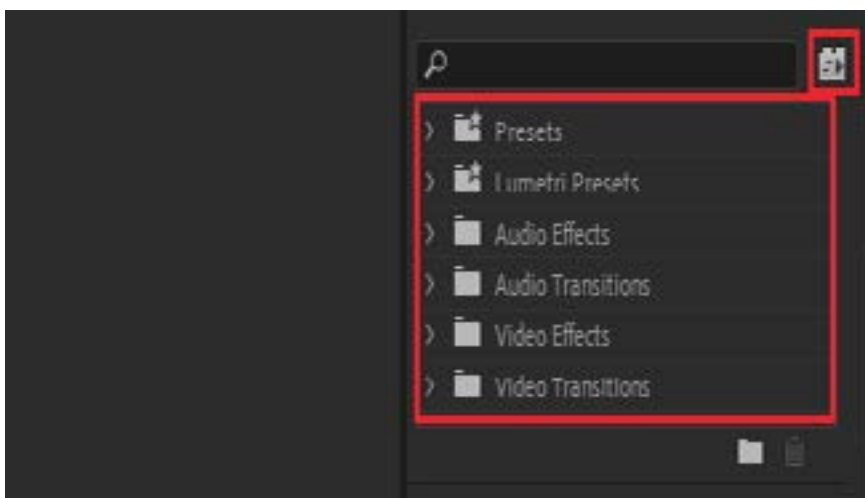 Presets
Lumetri Presets
Audio Effects
Audio Transitions
Video Effects
Video Transitions